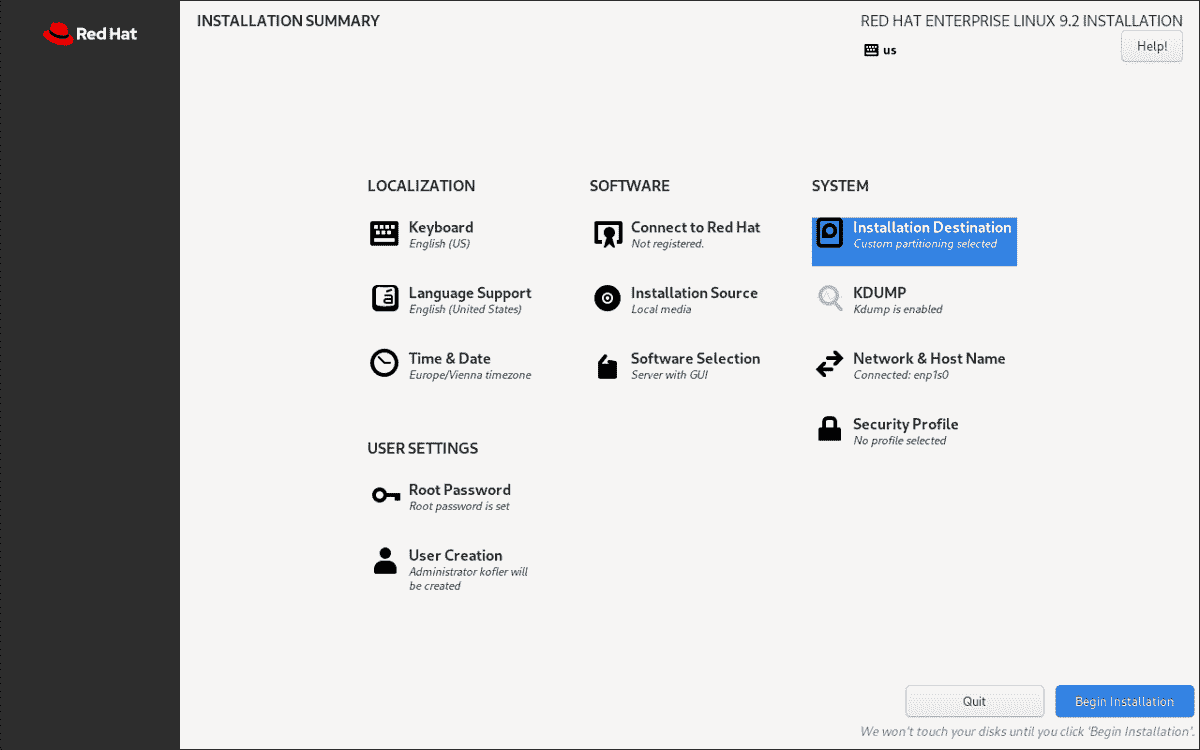 Red Hat
INSTALLATION SUMMARY
RED HAT ENTERPRISE LINUX 9.2 INSTALLATION
us
Help!
LOCALIZATION
Keyboard
English (US)
Language Support
English (United States)
Time & Date
Europe/Vienna timezone
SOFTWARE
Connect to Red Hat
Not registered.
Installation Source
Local media
Software Selection
Server with GUI
SYSTEM
Installation Destination
Custom partitioning selected
KDUMP
Kdump is enabled
Network & Host Name
Connected: enp1s0
Security Profile
No profile selected
USER SETTINGS
Root Password
Root password is set
User Creation
Administrator kofler will
be created
Quit
Begin Installation
We won't touch your disks until you click 'Begin Installation'.